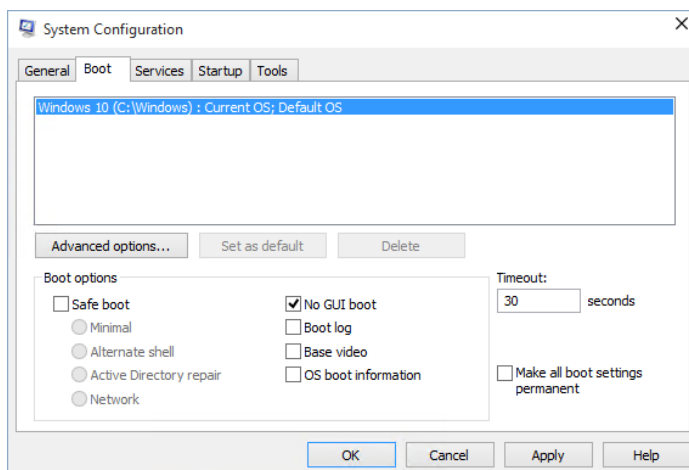 System Configuration
General Boot Services Startup Tools
Windows 10 (C:\Windows) : Current OS; Default OS
Advanced options... Set as default Delete
Boot options
Timeout:
Safe boot No GUI boot 30 seconds
Minimal Boot log
Alternate shell Base video
Active Directory repair OS boot information Make all boot settings
permanent
Network
OK Cancel Apply Help